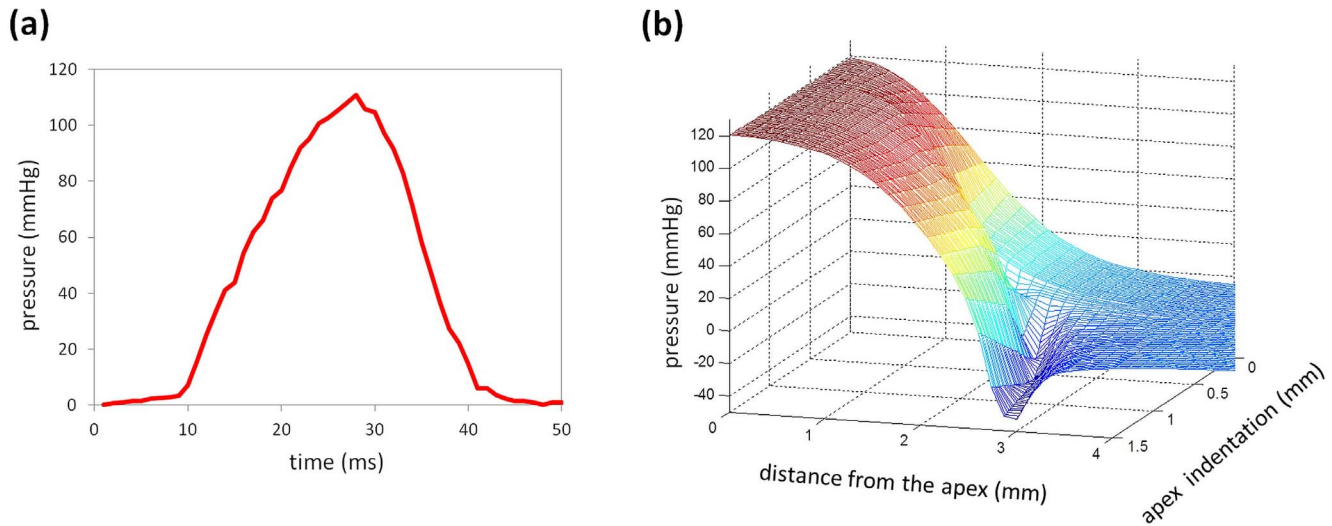 (a)
120
100
80
60
40
20
0
pressure (mmHg)
0 10 20 30 40 50
time (ms)
(b)
120
100
80
60
40
20
0
-20
-40
pressure (mmHg)
0 1 2 3 4
distance from the apex (mm)
0
0.5
1
1.5
apex indentation (mm)